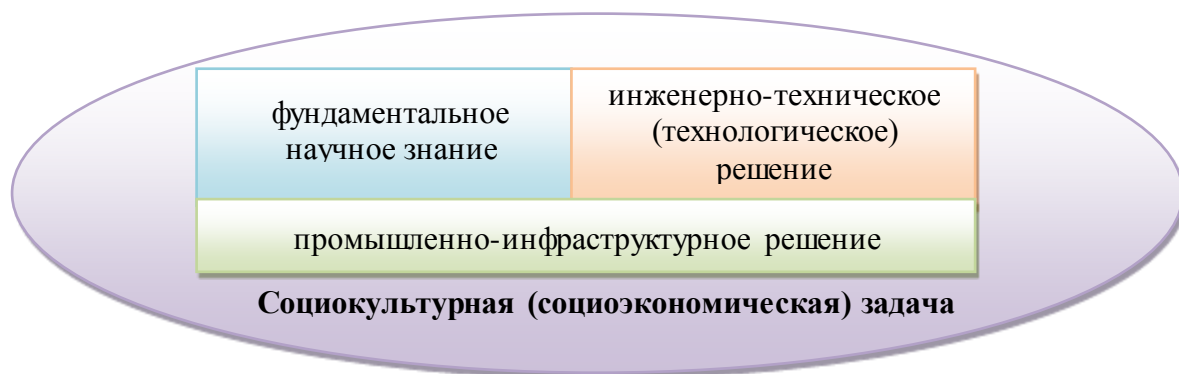 фундаментальное
научное знание
инженерно-техническое
(технологическое)
решение
промышленно-инфраструктурное решение
Социокультурная (социоэкономическая) задача